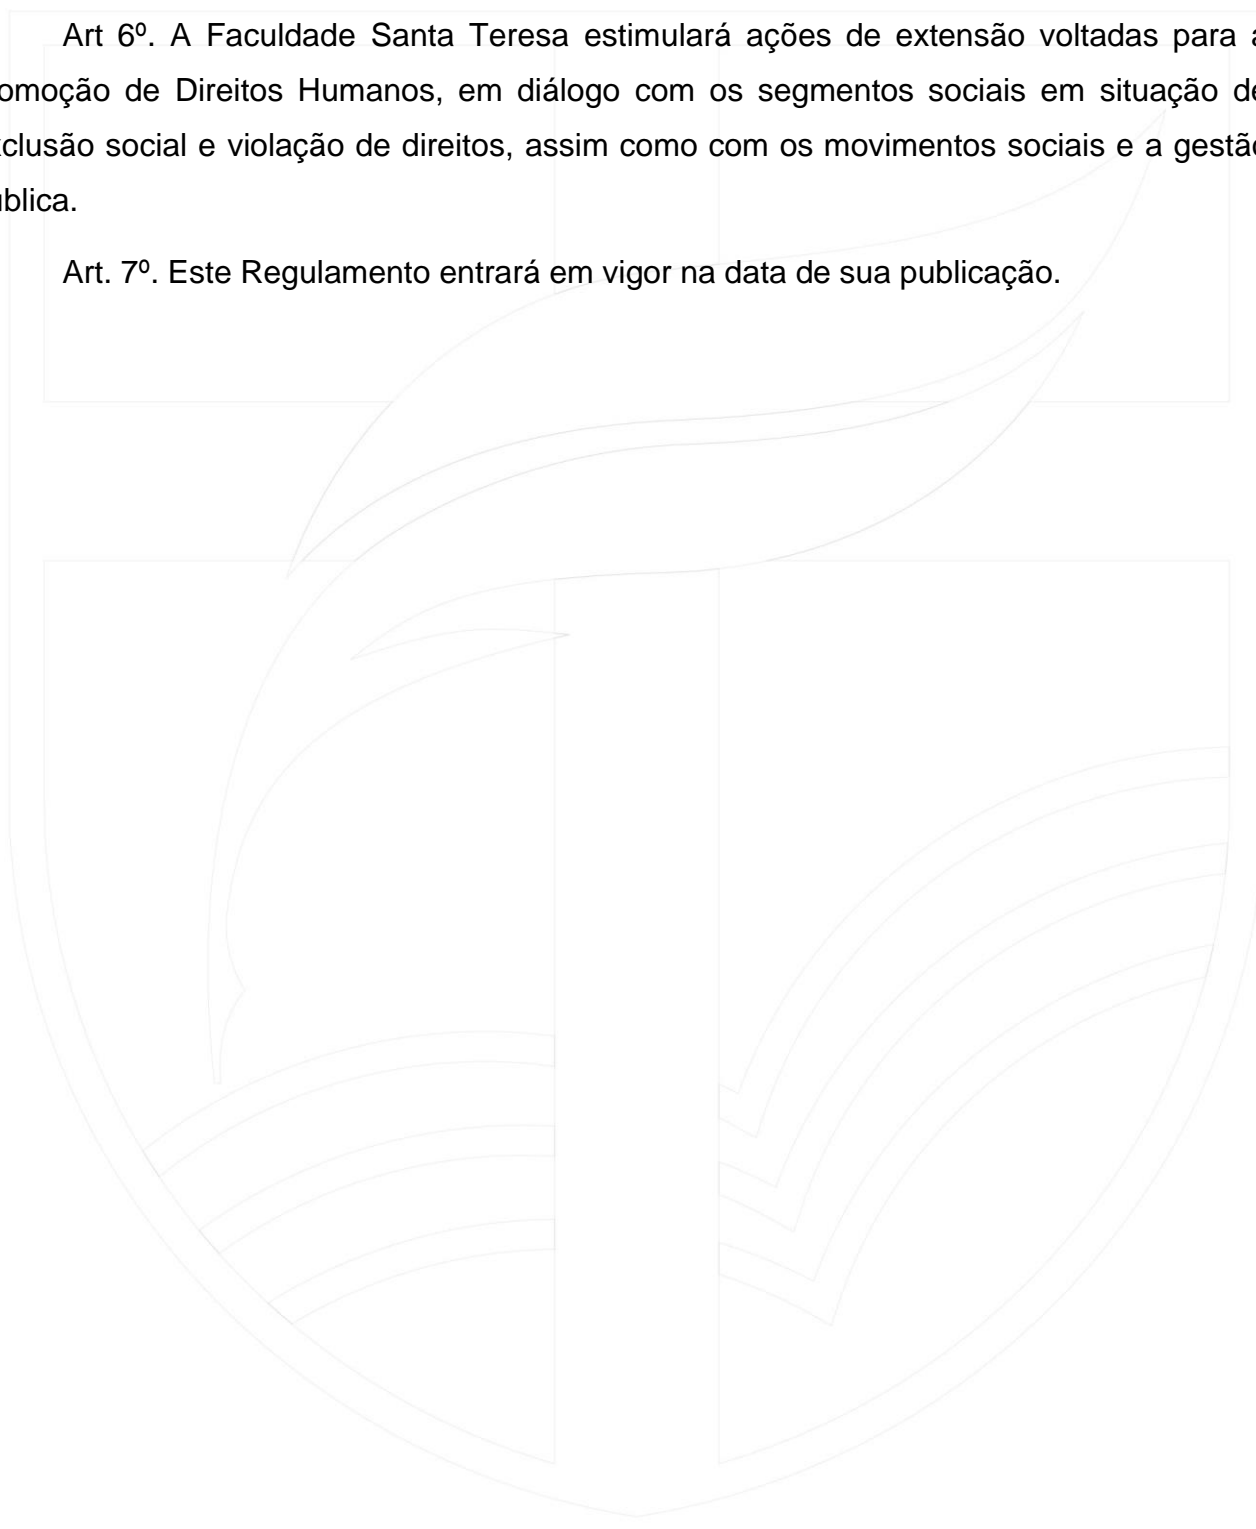 Art 6º. A Faculdade Santa Teresa estimulará ações de extensão voltadas para a
omoção de Direitos Humanos, em diálogo com os segmentos sociais em situação de
clusão social e violação de direitos, assim como com os movimentos sociais e a gestão
blica.
Art. 7º. Este Regulamento entrará em vigor na data de sua publicação.